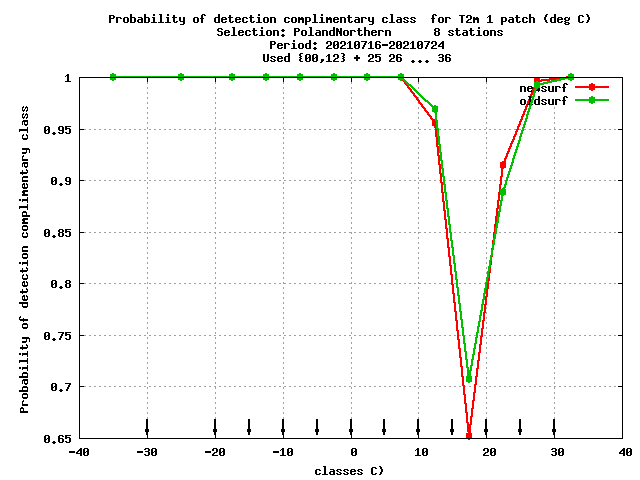 Probability of detection complimentary class  for T2m 1 patch (deg C)
Selection: PolandNorthern      8 stations
Period: 20210716-20210724
Used {00,12} + 25 26 ... 36
newsurf
oldsurf
Probability of detection complimentary class
1
0.95
0.9
0.85
0.8
0.75
0.7
0.65
-40 -30 -20 -10 0 10 20 30 40
classes C)